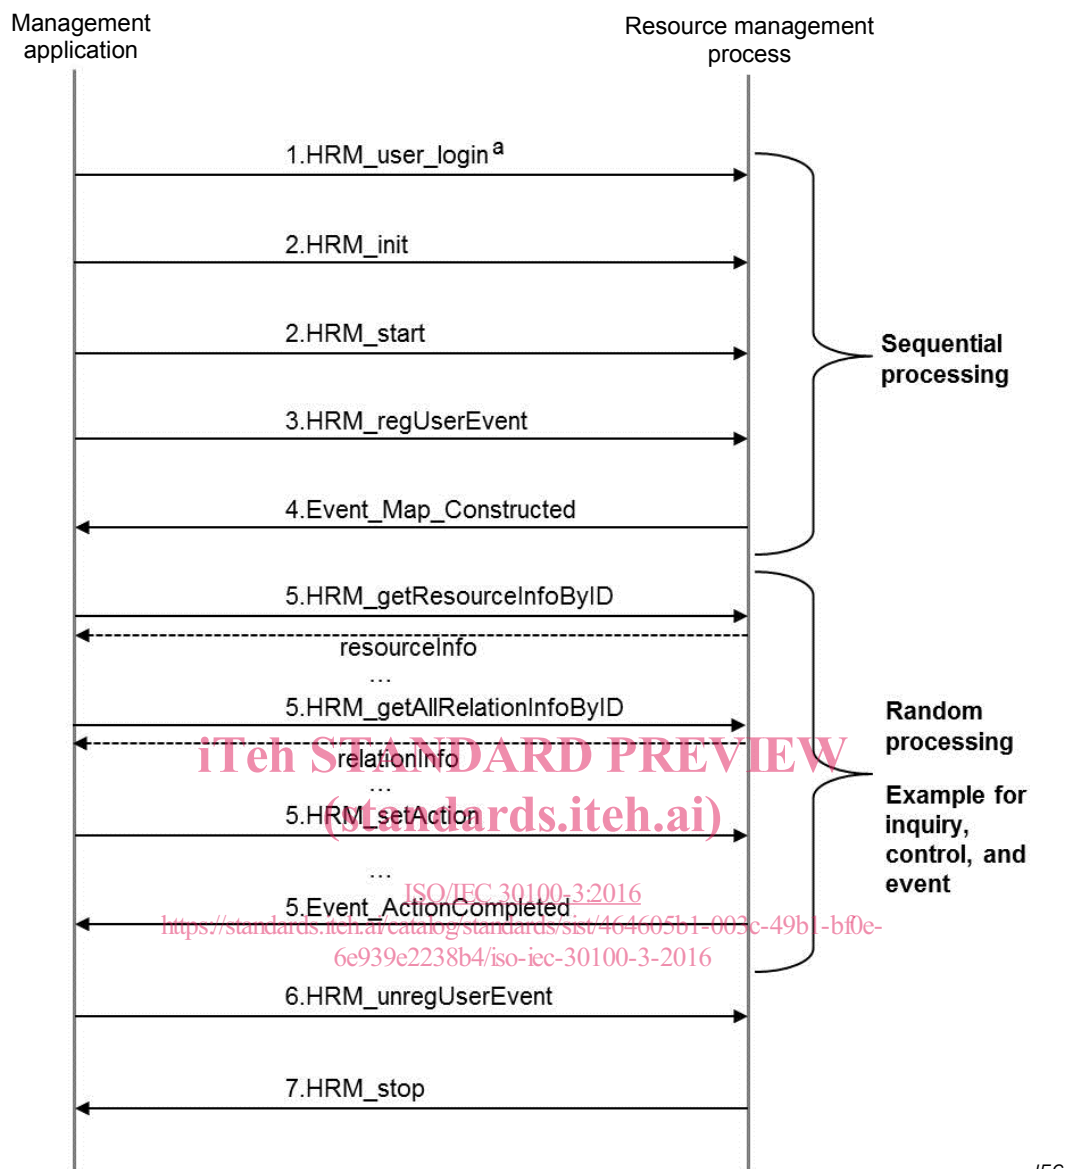 Management
application
Resource management
process
1.HRM_user_login a
2.HRM_init
2.HRM_start
Sequential
processing
3.HRM_regUserEvent
4.Event_Map_Constructed
5.HRM_getResourceInfoByID
resourceInfo
...
5.HRM_getAllRelationInfoByID
Random
processing
iTeh STANDARD PREVIEW
relationInfo
...
Example for
inquiry,
control, and
event
5.HRM_setAction
(standards.iteh.ai)
...
ISO/IEC 30100-3:2016
5.Event_ActionCompleted
https://standards.iteh.ai/catalog/standards/sist/464605b1-003c-49b1-bf0e-
6e939e2238b4/iso-iec-30100-3-2016
6.HRM_unregUserEvent
7.HRM_stop